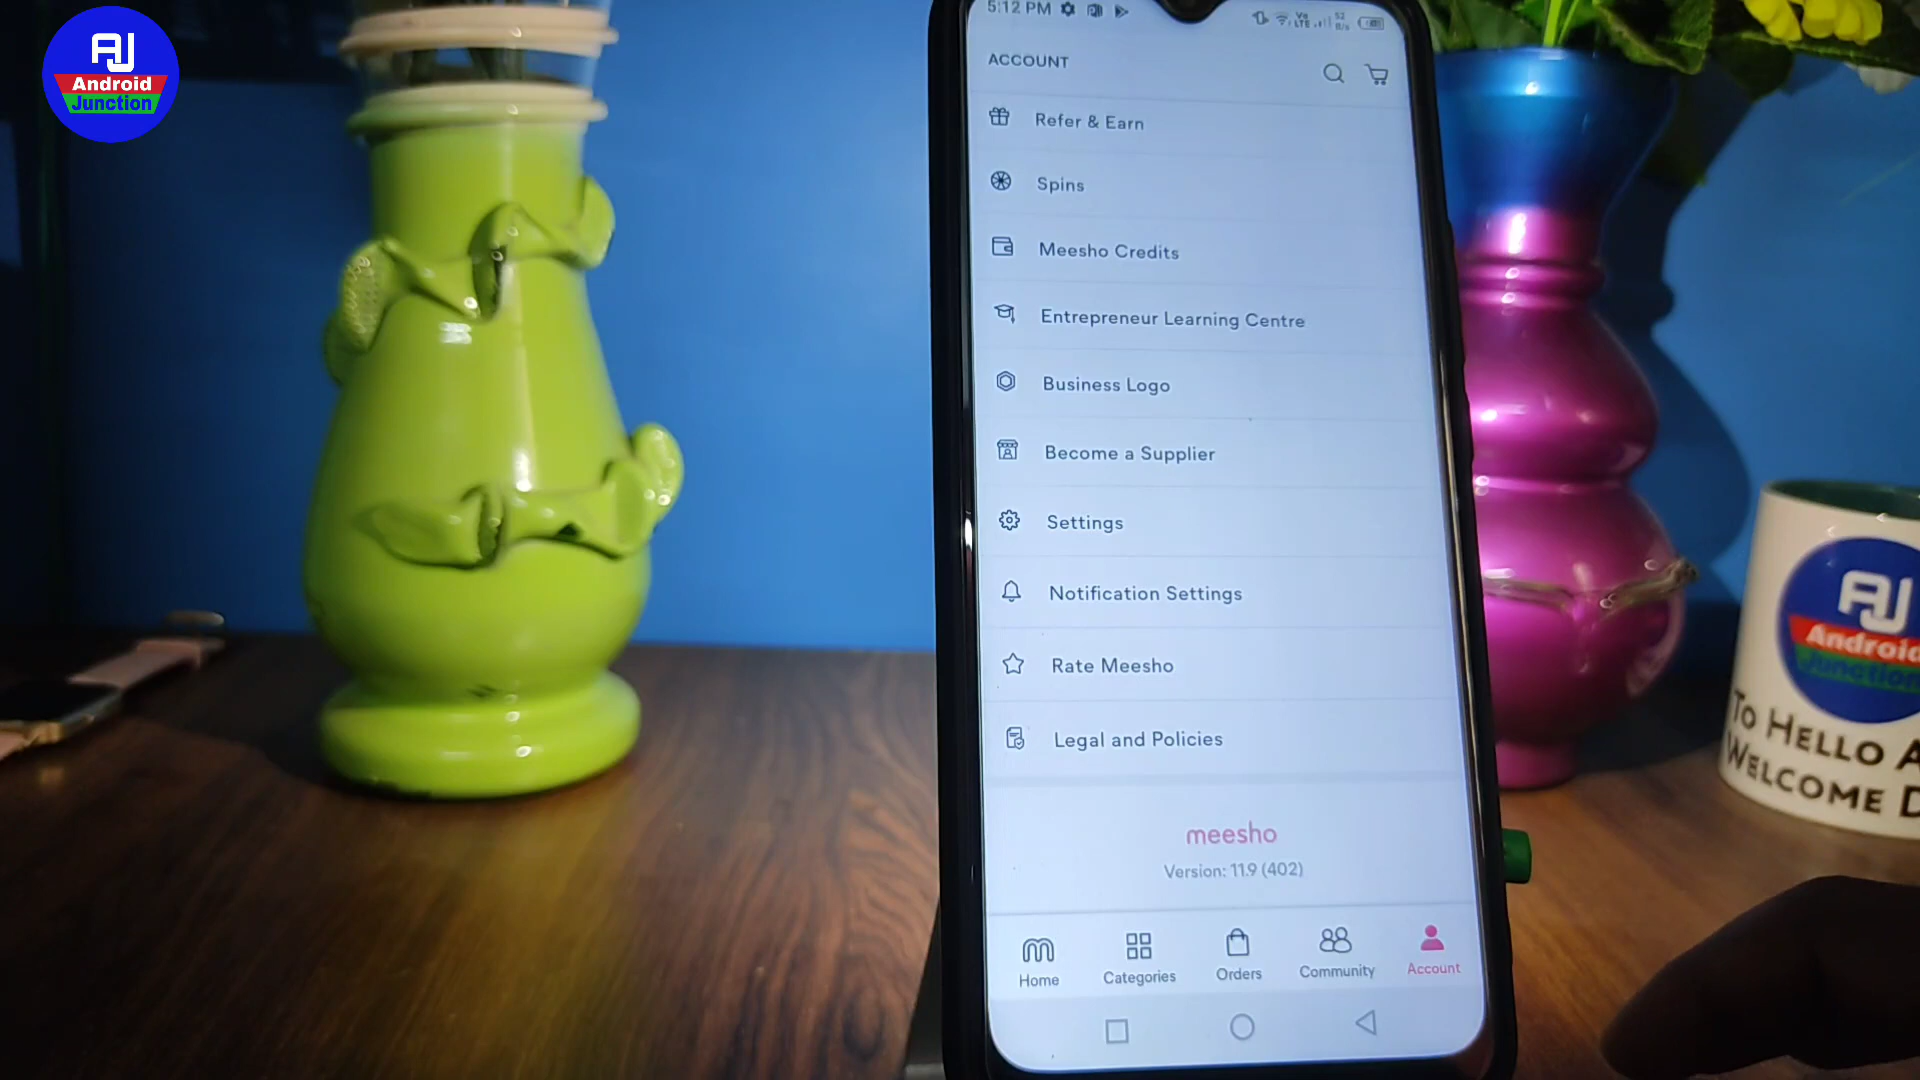 AJ
Android
Junction
5:12 PM
ACCOUNT
Refer & Earn
Spins
Meesho Credits
Entrepreneur Learning Centre
Business Logo
Become a Supplier
Settings
Notification Settings
Rate Meesho
Legal and Policies
meesho
Version: 11.9 (402)
Home
Categories
Orders
Community
Account
AJ
Android
Junction
TO HELLO
WELCOME